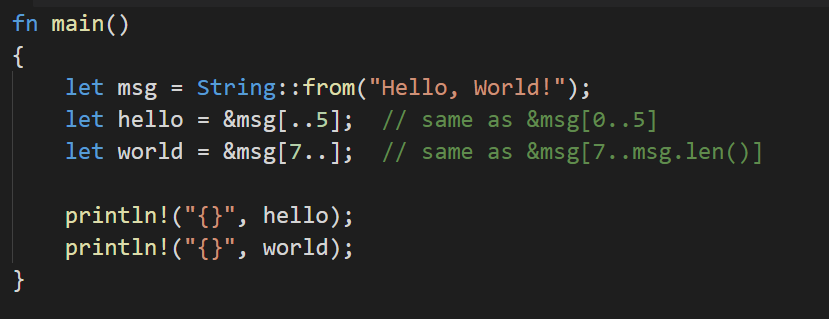 fn main()
{
    let msg = String::from("Hello, World!");
    let hello = &msg[..5];  // same as &msg[0..5]
    let world = &msg[7..];  // same as &msg[7..msg.len()]

    println!("{}", hello);
    println!("{}", world);
}